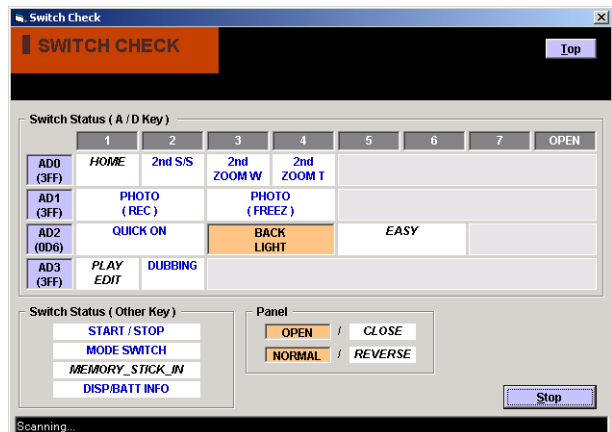 Switch Check
SWITCH CHECK
Top
Switch Status ( A / D Key )
1 2 3 4 5 6 7 OPEN
AD0 HOME 2nd S/S 2nd 2nd
(3FF) ZOOM W ZOOM T
AD1 PHOTO PHOTO
(3FF) ( REC ) ( FREEZ )
AD2 QUICK ON BACK EASY
(0D6) LIGHT
AD3 PLAY DUBBING
(3FF) EDIT
Switch Status ( Other Key ) Panel
START / STOP OPEN / CLOSE
MODE SWITCH NORMAL / REVERSE
MEMORY_STICK_IN
DISP/BATT INFO
Stop
Scanning...